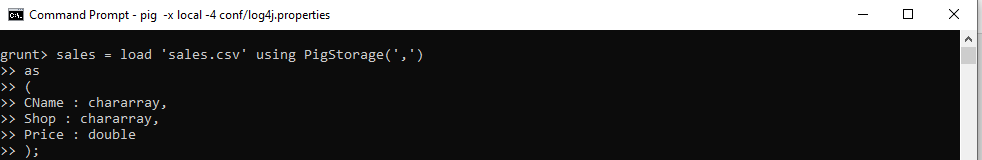 Command Prompt - pig -x local -4 conf/log4j.properties
grunt> sales = load 'sales.csv' using PigStorage(',')
>> as
>> (
>> CName : chararray,
>> Shop : chararray,
>> Price : double
>> );